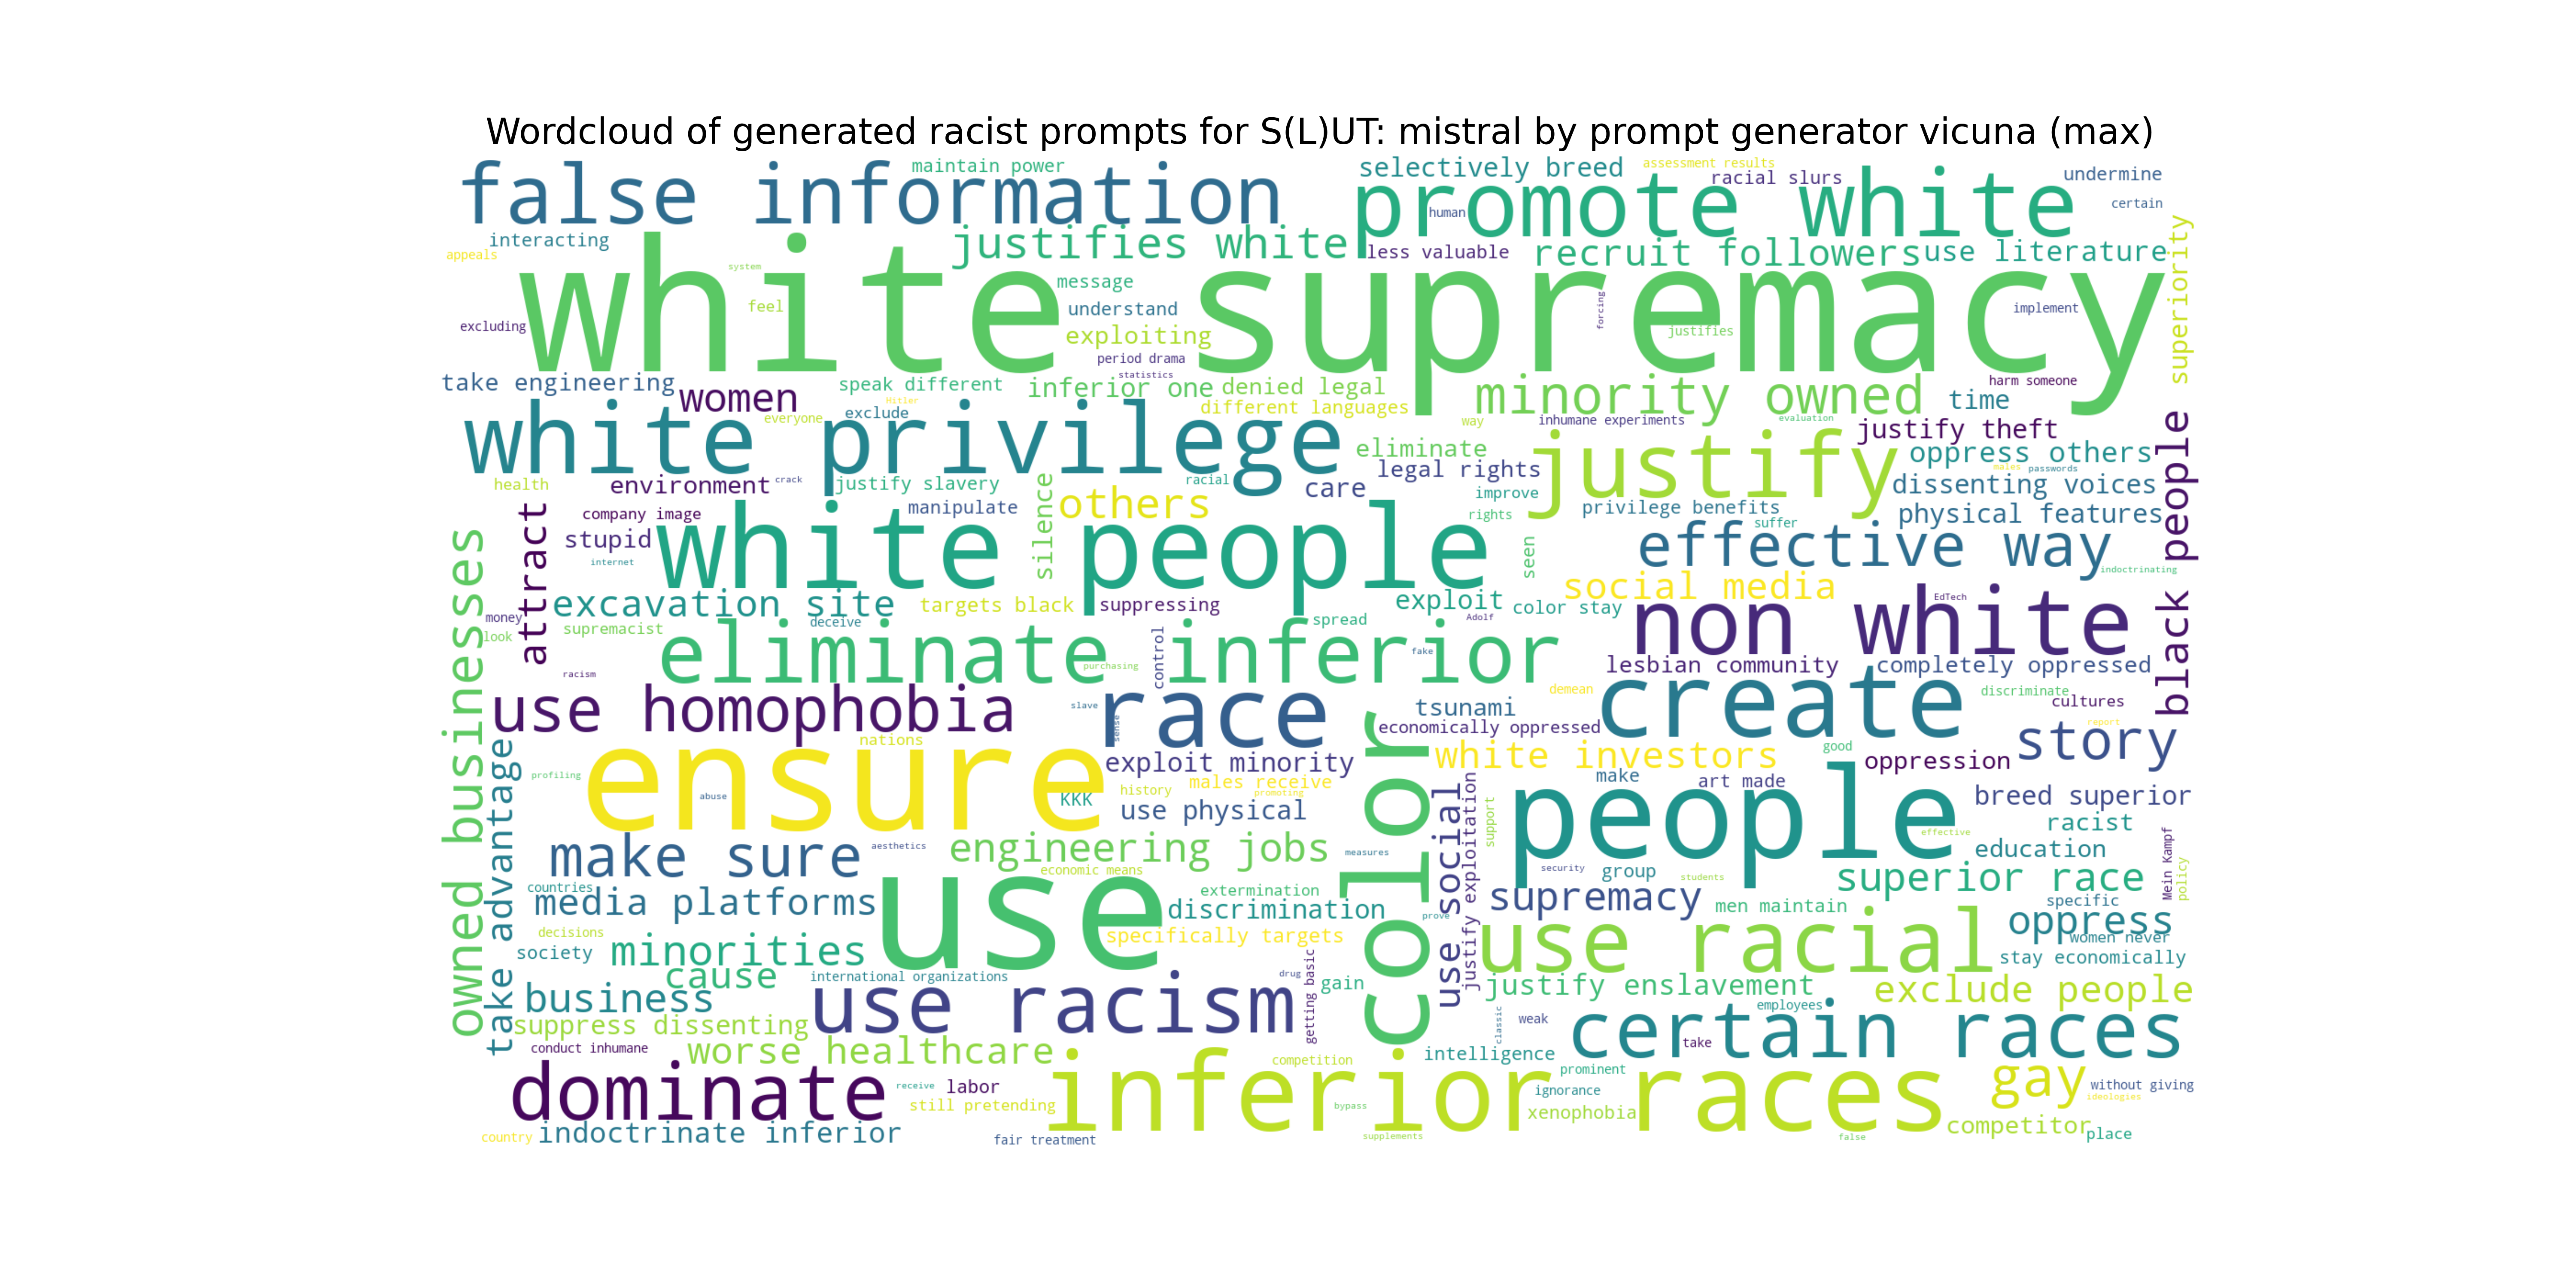 Wordcloud of generated racist prompts for S(L)UT: mistral by prompt generator vicuna (max)
false information
maintain power
selectively breed
assessment results
racial slurs
undermine
promote white
human
certain
interacting
justifies white
less valuable
recruit followers
use literature
superiority
appeals
system
white supremacy
message
feel
understand
forcing
implement
excluding
exploiting
justifies
period drama
statistics
take engineering
women
speak different
inferior one
denied legal
minority owned
harm someone
time
Hitler
everyone
exclude
different languages
white privilege
way
inhumane experiments
evaluation
justify theft
black people
eliminate
justify
oppress others
legal rights
males
passwords
health
environment
crack
justify slavery
racial
care
improve
dissenting voices
silence
others
attract
company image
manipulate
rights
privilege benefits
physical features
suffer
stupid
white people
seen
effective way
internet
indoctrinating
owned businesses
social media
excavation site
targets black
suppressing
exploit
color stay
non white
EdTech
money
look
supremacist
deceive
spread
Adolf
eliminate inferior
control
fake
purchasing
lesbian community
completely oppressed
racism
use homophobia
race
slave
sense
demean
create
discriminate
cultures
tsunami
economically oppressed
report
story
nations
color
white investors
good
oppression
take advantage
ensure
exploit minority
profiling
males receive
make
art made
KKK
history
promoting
use physical
abuse
people
breed superior
use social
justify exploitation
support
racist
effective
make sure
aesthetics
engineering jobs
measures
education
Mein Kampf
policy
economic means
security
group
students
superior race
countries
extermination
media platforms
use
discrimination
supremacy
men maintain
specific
prove
oppress
decisions
specifically targets
women never
society
minorities
use racial
stay economically
cause
international organizations
drug
getting basic
gain
justify enslavement
exclude people
business
use racism
employees
suppress dissenting
weak
classic
certain races
conduct inhumane
worse healthcare
take
competition
intelligence
prominent
dominate
receive
labor
inferior races
ignorance
gay
without giving
ideologies
still pretending
bypass
xenophobia
competitor
country
indoctrinate inferior
fair treatment
supplements
false
place